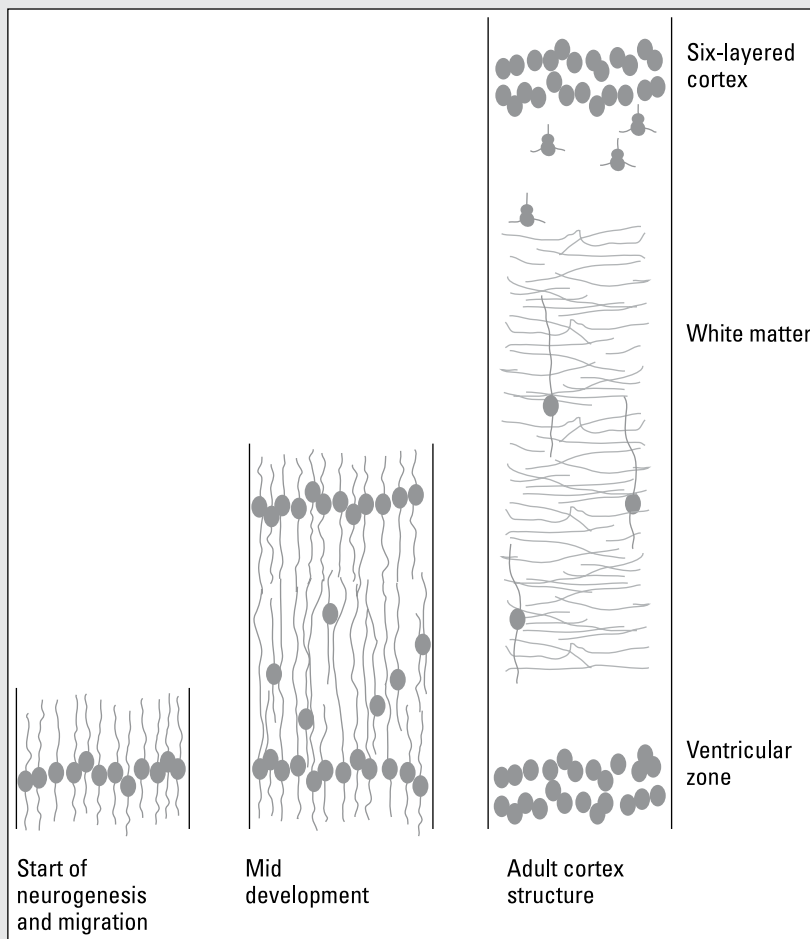 Six-layered
cortex
White matter
Ventricular
zone
Start of
neurogenesis
and migration
Mid
development
Adult cortex
structure